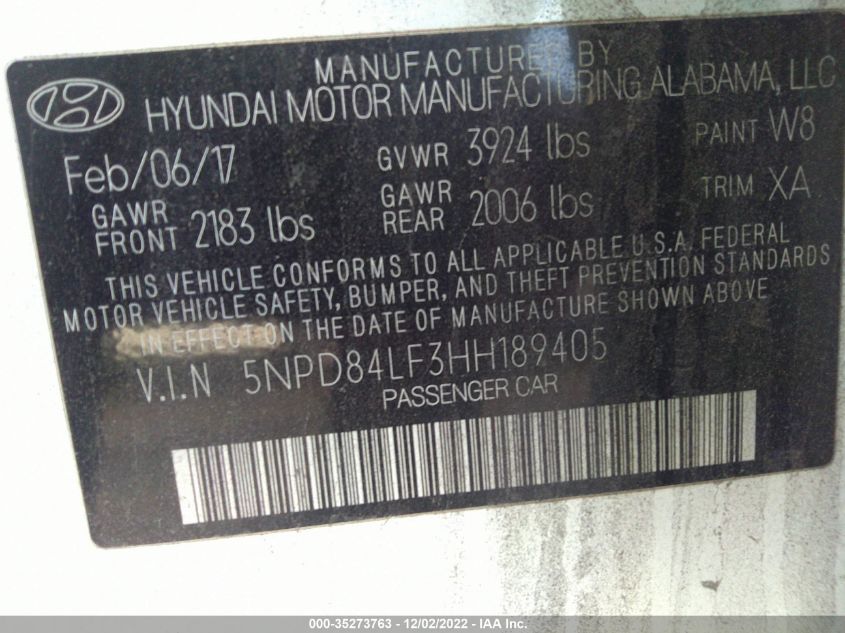 MANUFACTURED BY
HYUNDAI MOTOR MANUFACTURING ALABAMA, LLC
Feb/06/17 GVWR 3924 lbs PAINT W8
GAWR FRONT 2183 lbs GAWR REAR 2006 lbs TRIM XA
THIS VEHICLE CONFORMS TO ALL APPLICABLE U.S.A. FEDERAL
MOTOR VEHICLE SAFETY, BUMPER, AND THEFT PREVENTION STANDARDS
IN EFFECT ON THE DATE OF MANUFACTURE SHOWN ABOVE
V.I.N 5NPD84LF3HH189405
PASSENGER CAR
000-35273763 - 12/02/2022 - IAA Inc.